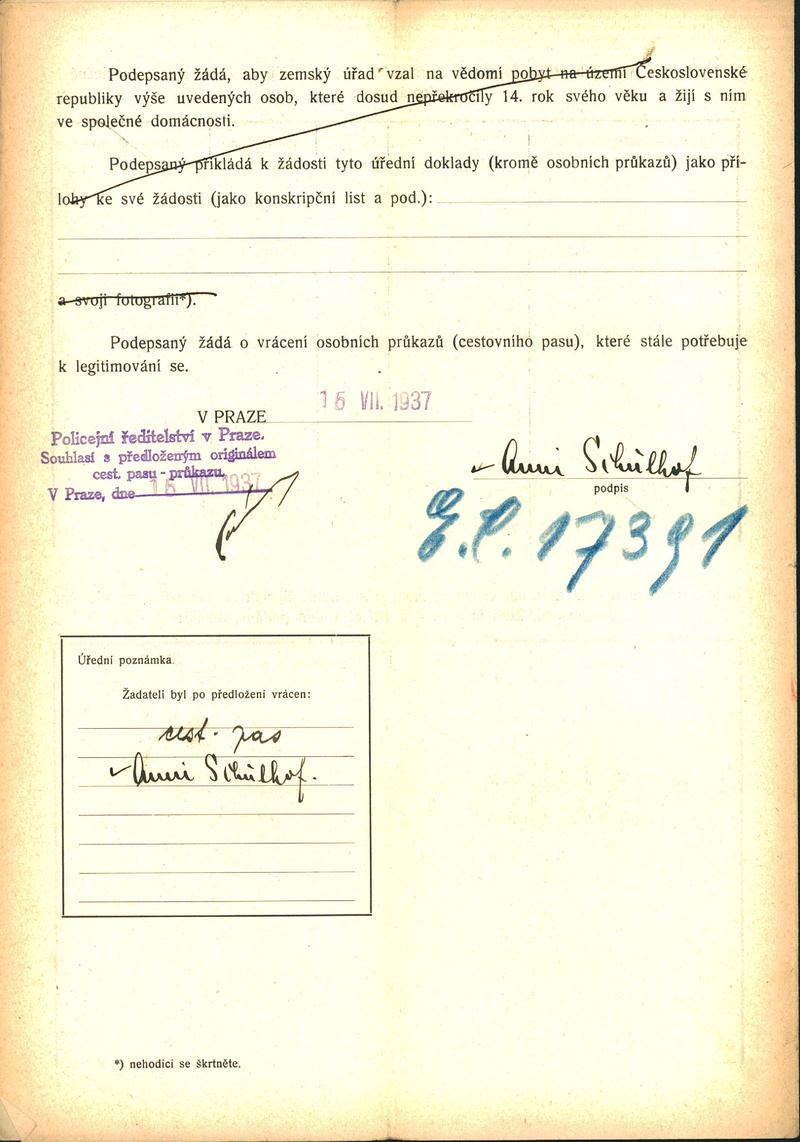 Podepsaný žádá, aby zemský úřad vzal na vědomí pobyt na území Československé
republiky výše uvedených osob, které dosud nepřekročily 14. rok svého věku a žijí s ním
ve společné domácnosti.
Podepsaný přikládá k žádosti tyto úřední doklady (kromě osobních průkazů) jako pří-
lohy ke své žádosti (jako konskripční list a pod.):
a svoji fotografii*).
Podepsaný žádá o vrácení osobních průkazů (cestovního pasu), které stále potřebuje
k legitimování se.
V PRAZE 16 VII. 1937
Policejní ředitelství v Praze.
Souhlasí s předloženým originálem
cest. pasu - průkazu,
V Praze, dne 16 VII. 1937
Anni Schulhof
podpis
E.L. 17391
Úřední poznámka.
Žadateli byl po předložení vrácen:
cest. pas
Anni Schulhof.
*) nehodící se škrtněte.